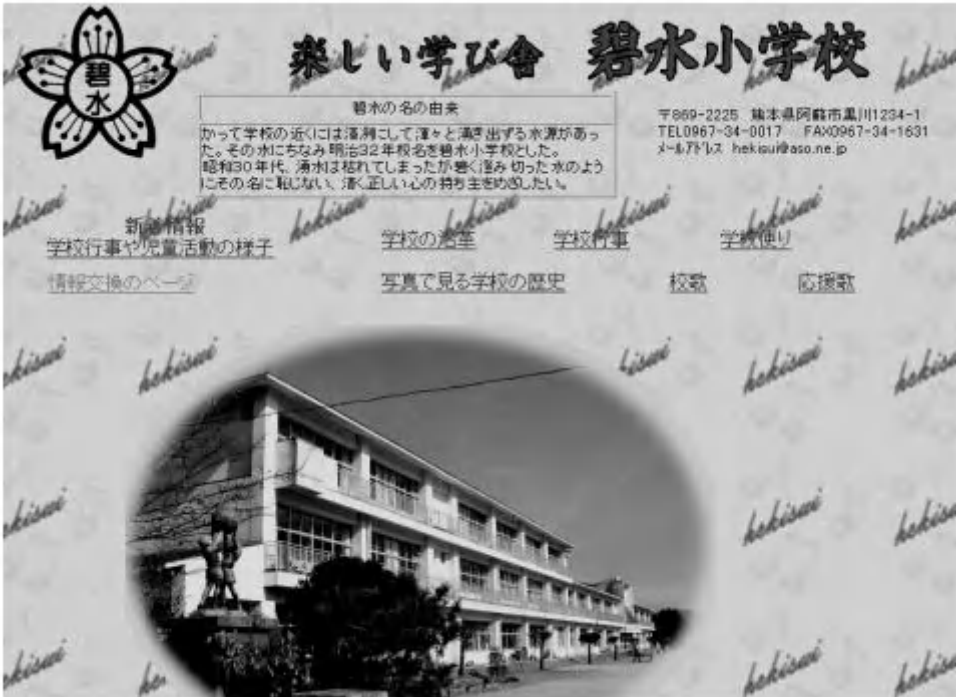 碧
水
楽しい学び舎 碧水小学校
碧水の名の由来
かって学校の近くには清冽にして渾々と湧き出ずる水源があっ
た。その水にちなみ明治32年校名を碧水小学校とした。
昭和30年代、湧水は枯れてしまったが碧く澄み切った水のよう
にその名に恥じない、清く正しい心の持ち主をめざしたい。
〒869-2225 熊本県阿蘇市黒川1234-1
TEL0967-34-0017 FAX0967-34-1631
メールアドレス hekisui@aso.ne.jp
新着情報
学校行事や児童活動の様子
学校の沿革 学校行事 学校便り
情報交換のページ 写真で見る学校の歴史 校歌 応援歌
hekisui